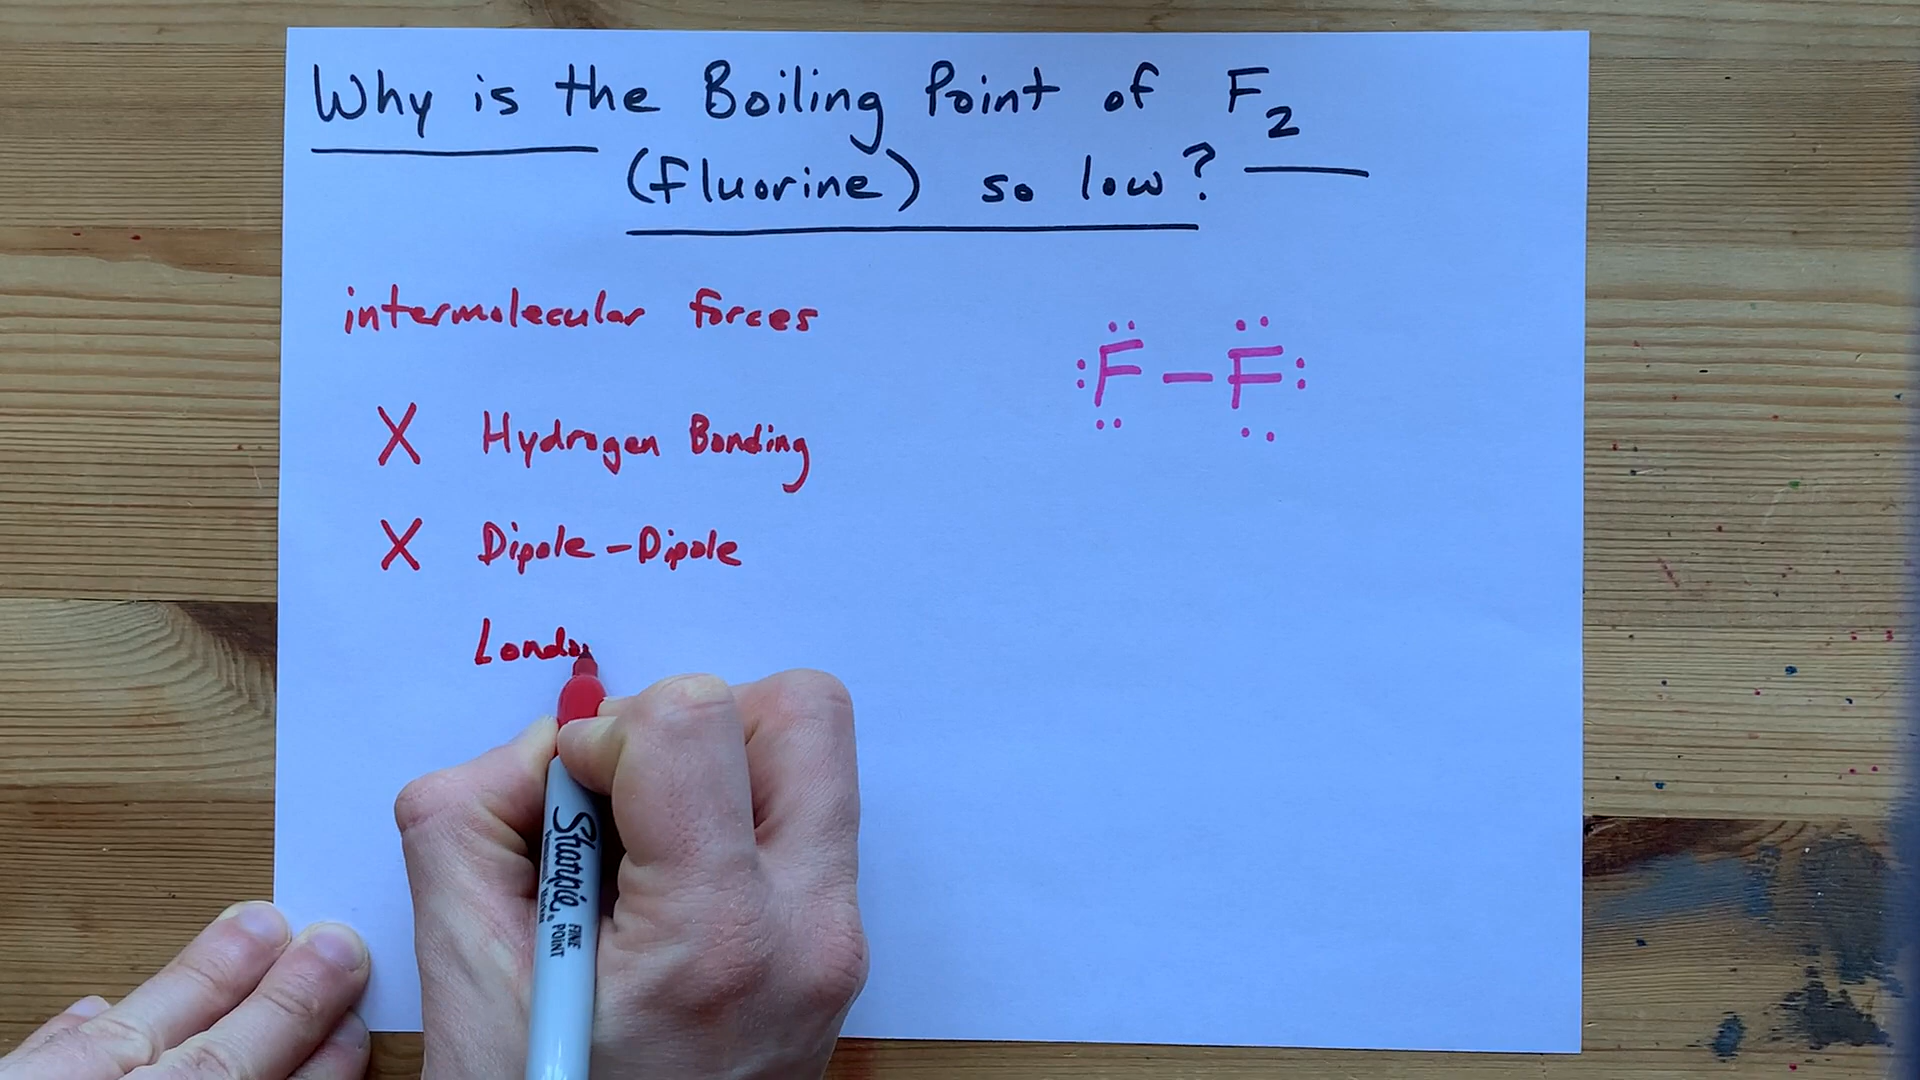 Why is the Boiling Point of F₂
(fluorine) so low?
intermolecular forces
:F̈ – F̈:
X Hydrogen Bonding
X Dipole – Dipole
Londo
Sharpie
FINE POINT